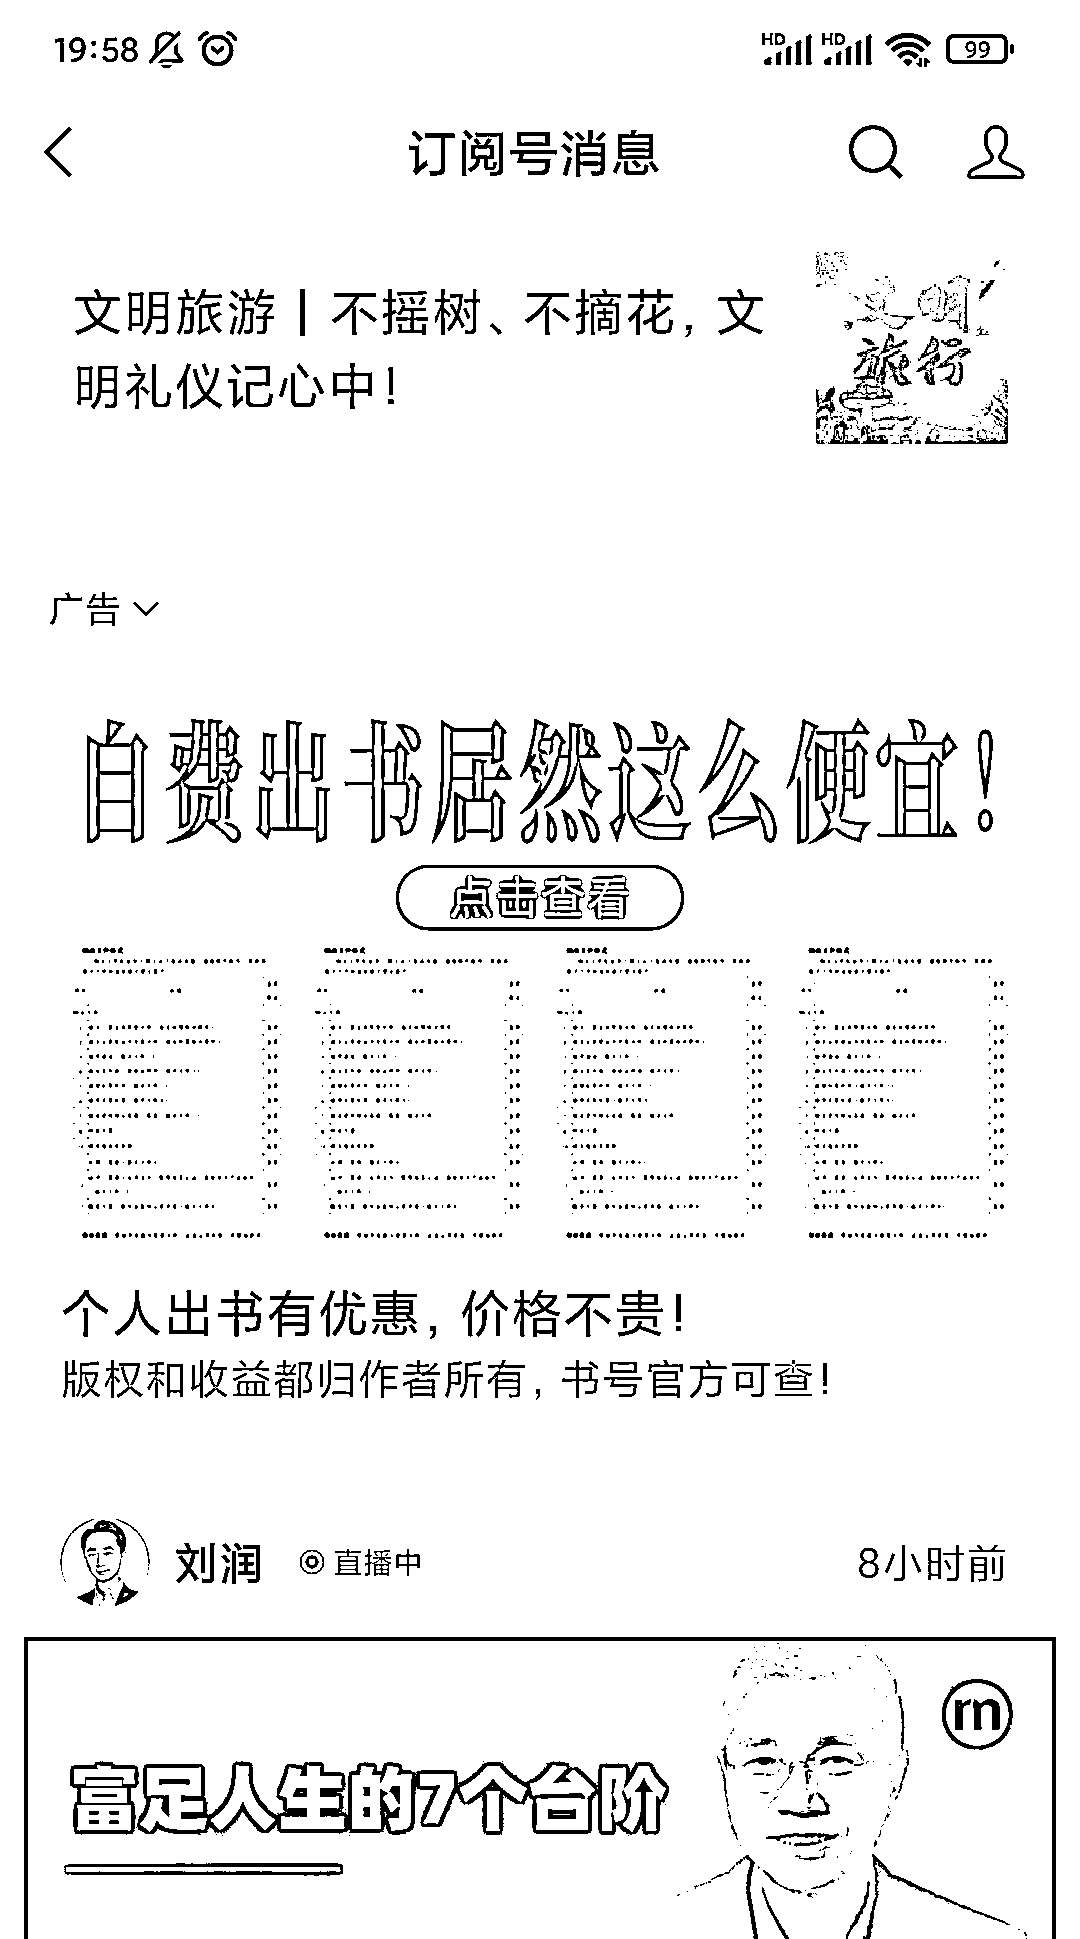 19:58
HD HD 99
订阅号消息
文明旅游 | 不摇树、不摘花，文
明礼仪记心中！
文明
旅行
广告
自费出书居然这么便宜！
点击查看
个人出书有优惠，价格不贵！
版权和收益都归作者所有，书号官方可查！
刘润 直播中 8小时前
rn
富足人生的7个台阶